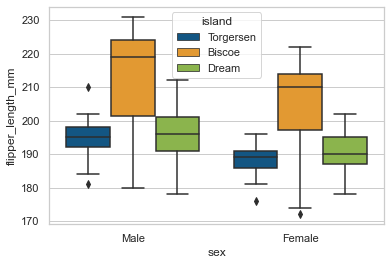 island
Torgersen
Biscoe
Dream
230
220
210
200
190
180
170
flipper_length_mm
Male
Female
sex